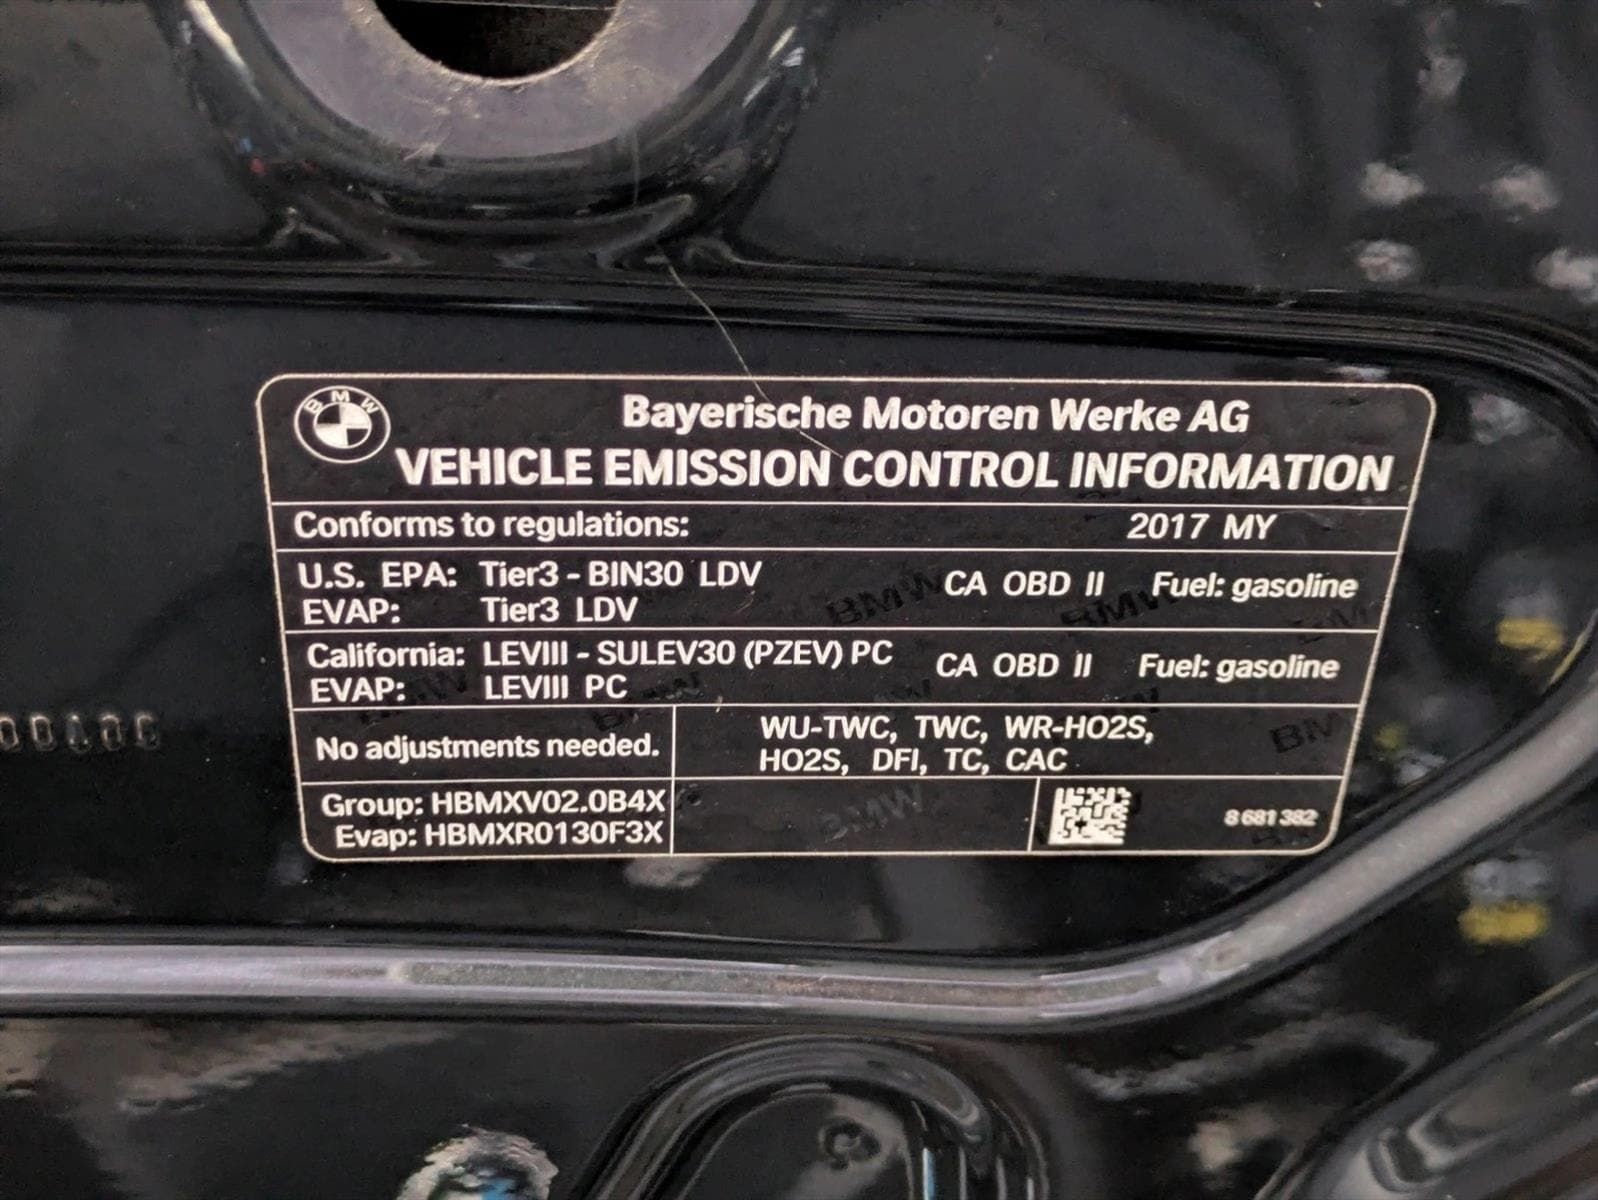 BMW
Bayerische Motoren Werke AG
VEHICLE EMISSION CONTROL INFORMATION
Conforms to regulations: 2017 MY
U.S. EPA: Tier3 - BIN30 LDV CA OBD II Fuel: gasoline
EVAP: Tier3 LDV
California: LEVIII - SULEV30 (PZEV) PC CA OBD II Fuel: gasoline
EVAP: LEVIII PC
No adjustments needed.
WU-TWC, TWC, WR-HO2S,
HO2S, DFI, TC, CAC
Group: HBMXV02.0B4X
Evap: HBMXR0130F3X
8 681 382